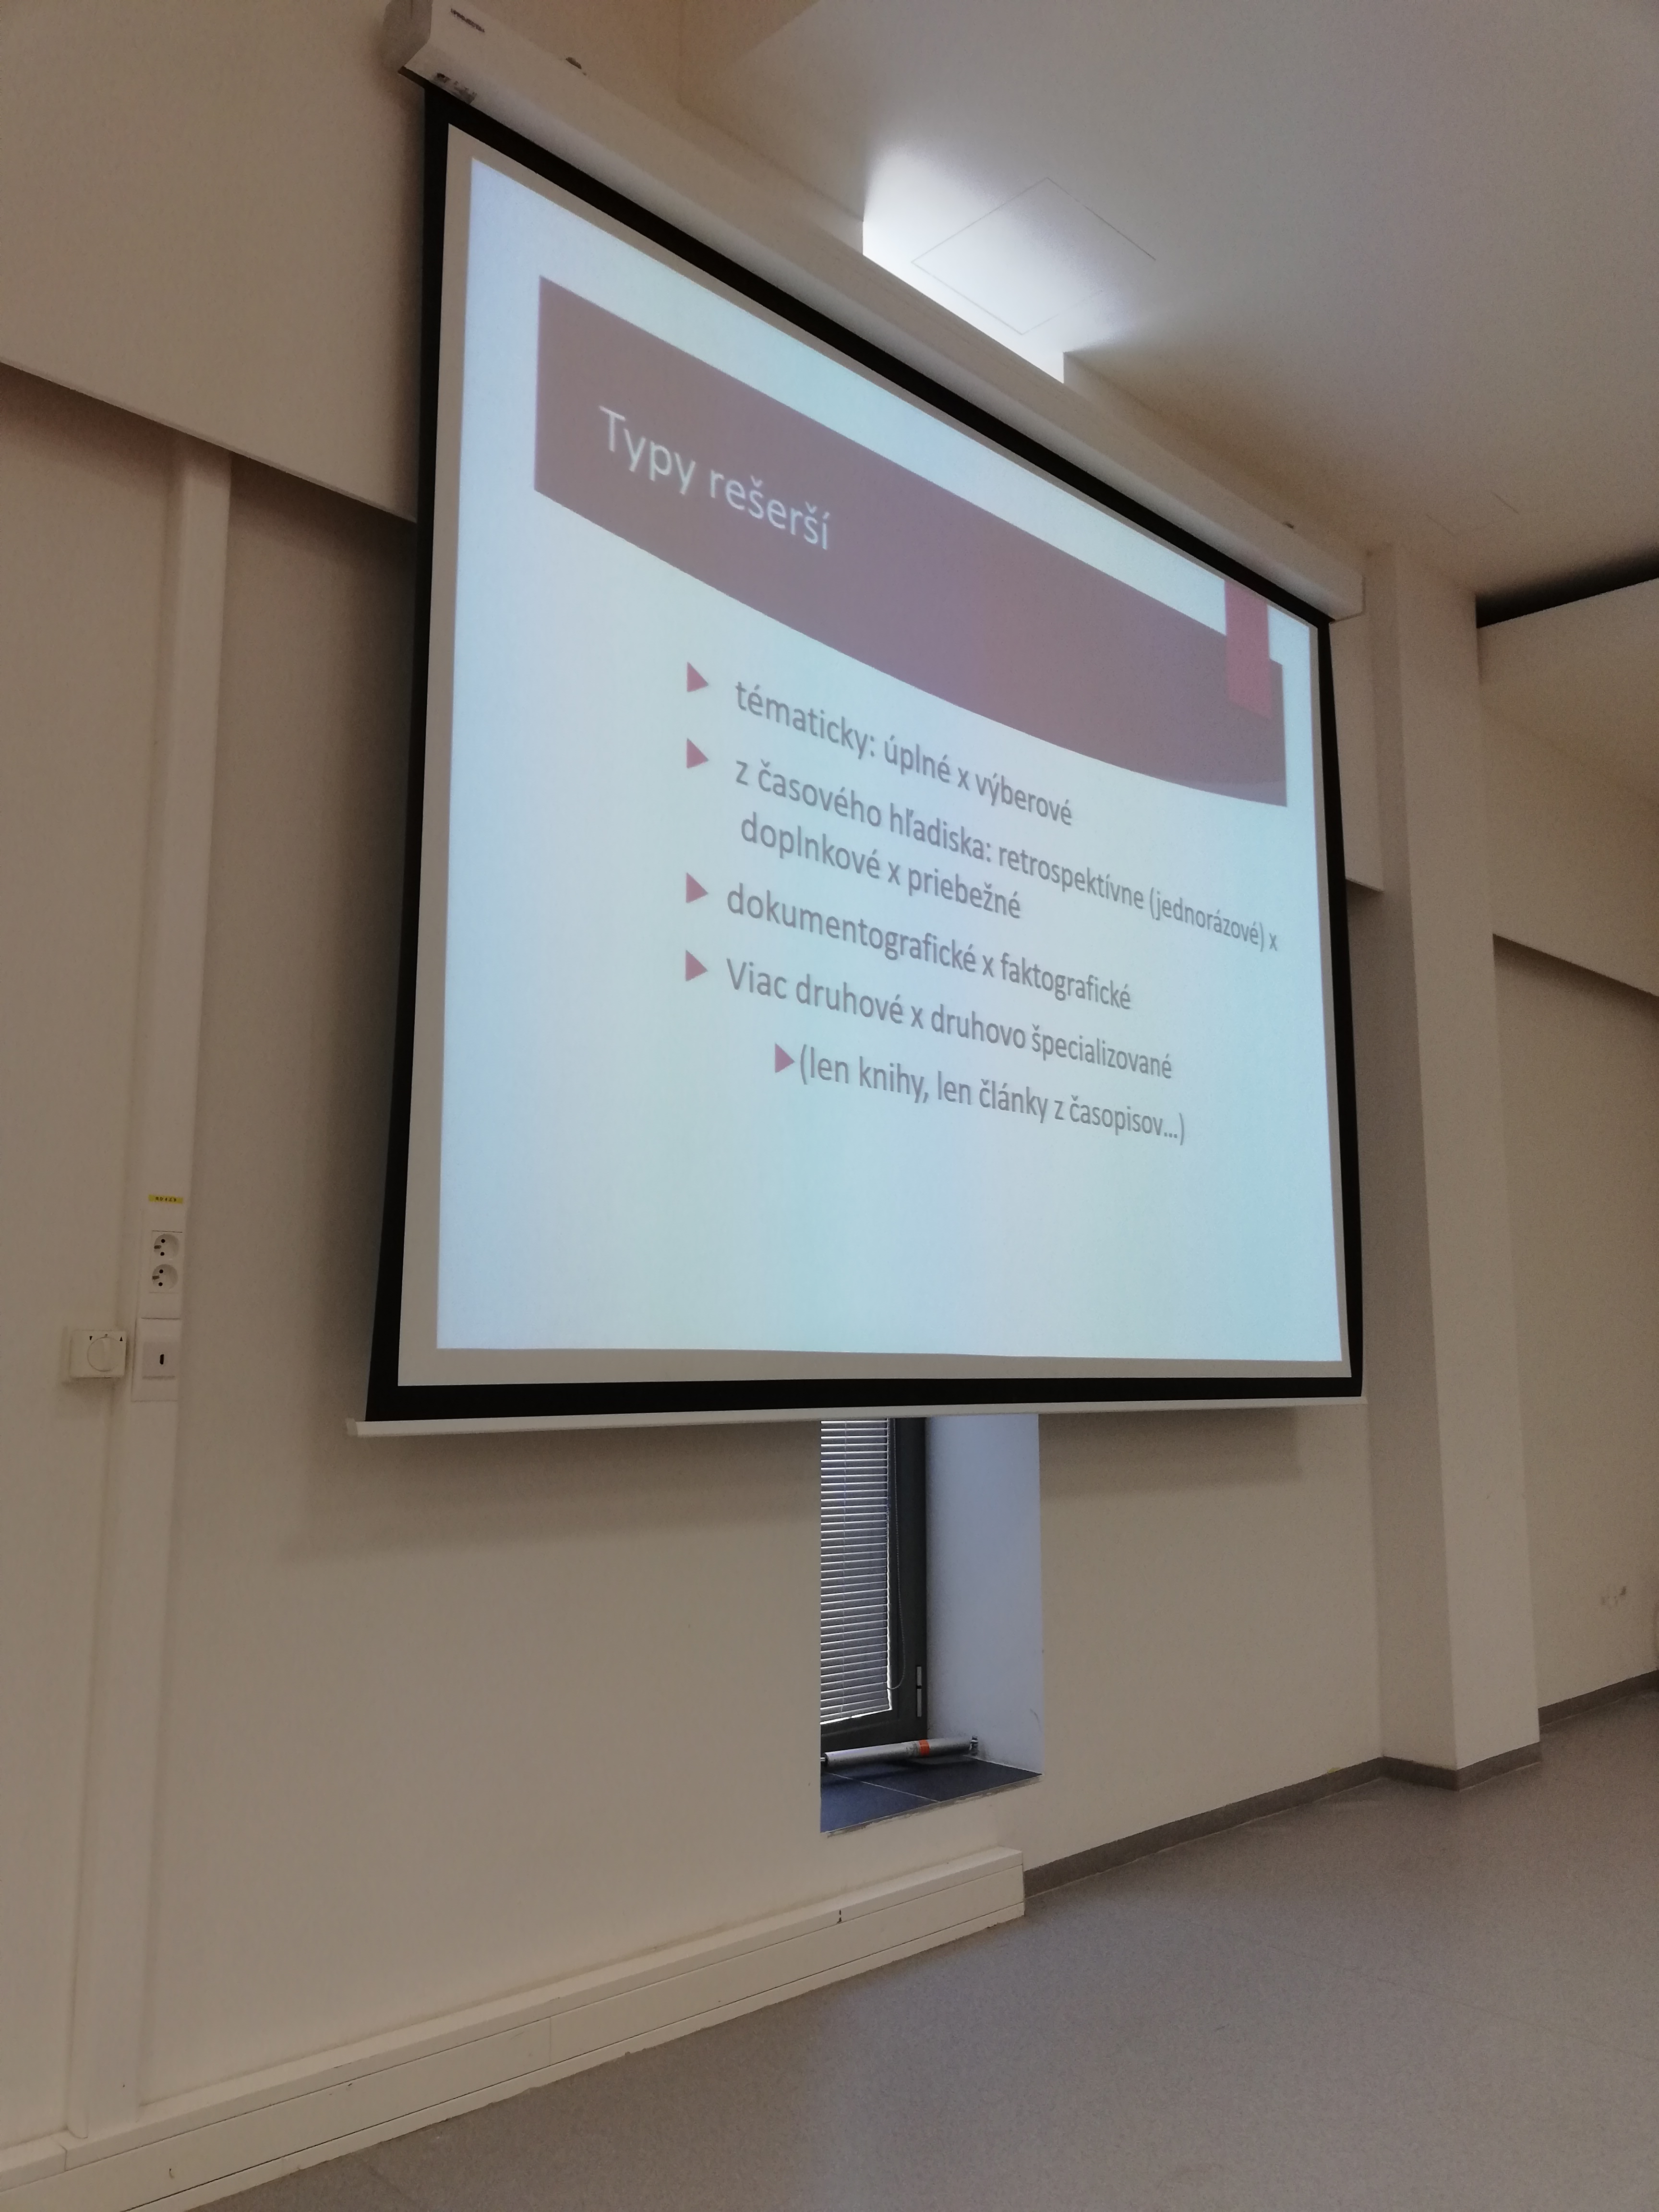 Typy rešerší
tématicky: úplné x výberové
z časového hľadiska: retrospektívne (jednorázové) x
doplnkové x priebežné
dokumentografické x faktografické
Viac druhové x druhovo špecializované
(len knihy, len články z časopisov...)